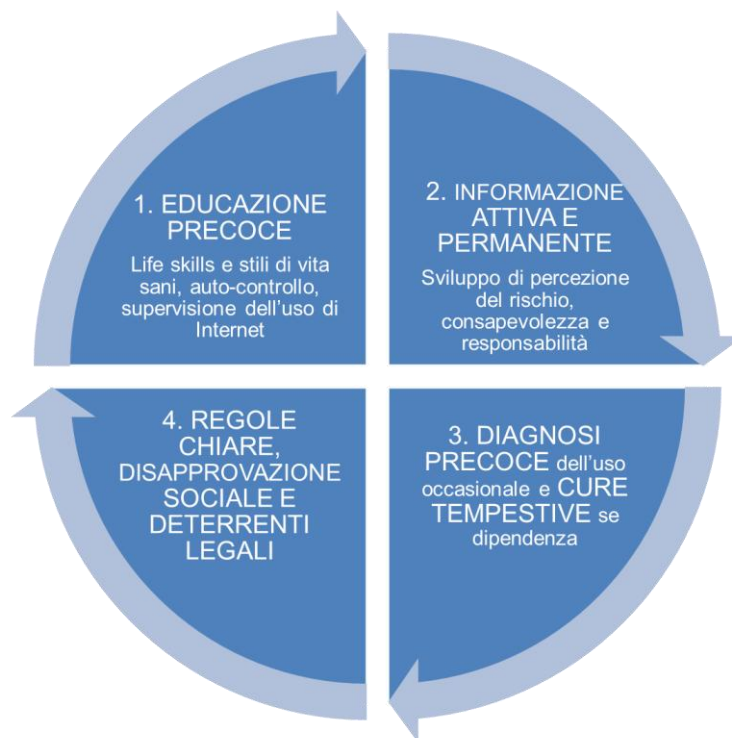 1. EDUCAZIONE
PRECOCE
Life skills e stili di vita
sani, auto-controllo,
supervisione dell'uso di
Internet
2. INFORMAZIONE
ATTIVA E
PERMANENTE
Sviluppo di percezione
del rischio,
consapevolezza e
responsabilità
3. DIAGNOSI
PRECOCE dell'uso
occasionale e CURE
TEMPESTIVE se
dipendenza
4. REGOLE
CHIARE,
DISAPPROVAZIONE
SOCIALE E
DETERRENTI
LEGALI